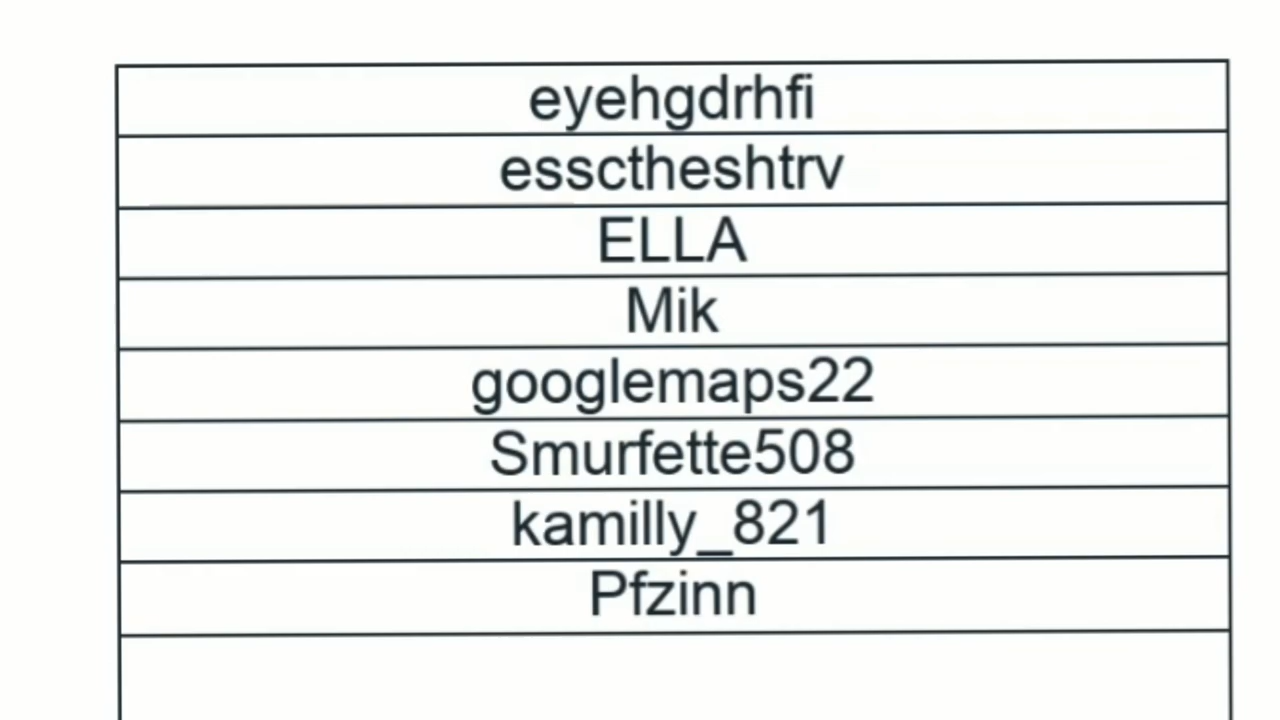 eyehgdrhfi
essctheshtrv
ELLA
Mik
googlemaps22
Smurfette508
kamilly_821
Pfzinn